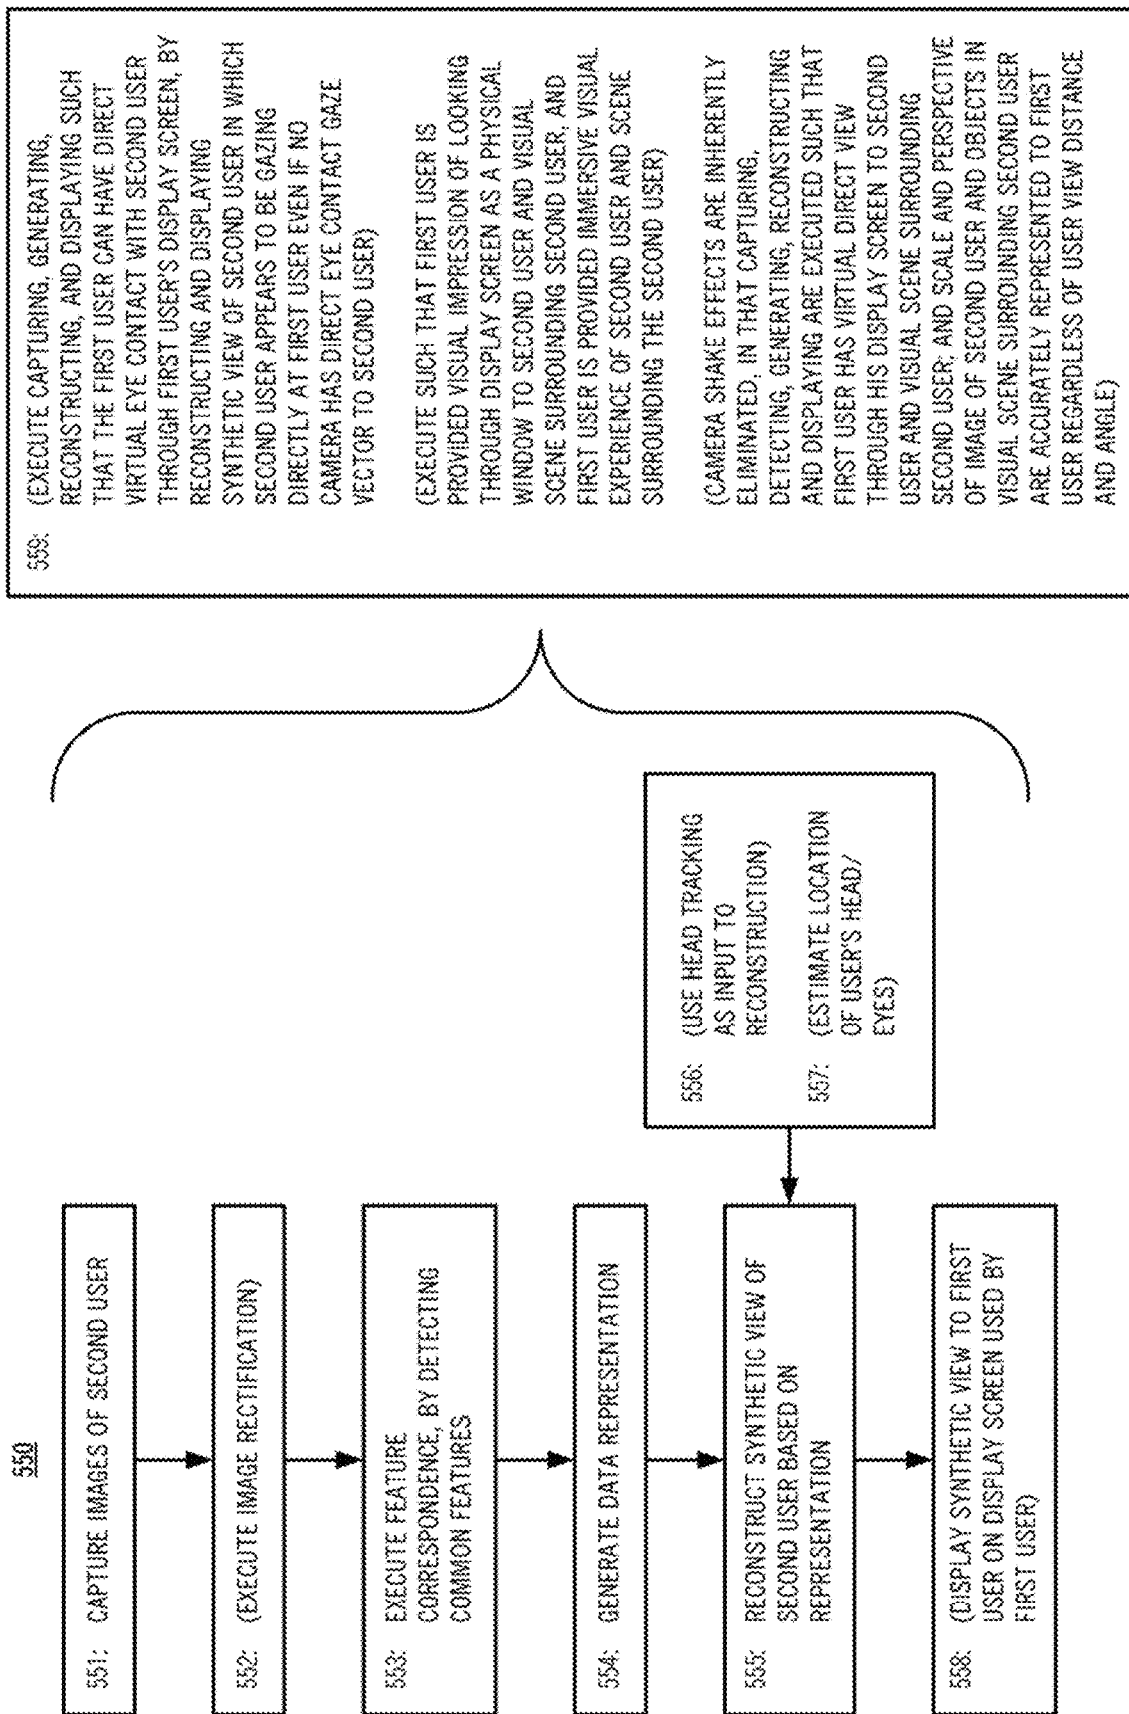 550
551: CAPTURE IMAGES OF SECOND USER
552: (EXECUTE IMAGE RECTIFICATION)
553: EXECUTE FEATURE
CORRESPONDENCE, BY DETECTING
COMMON FEATURES
554: GENERATE DATA REPRESENTATION
555: RECONSTRUCT SYNTHETIC VIEW OF
SECOND USER BASED ON
REPRESENTATION
556: (USE HEAD TRACKING
AS INPUT TO
RECONSTRUCTION)
557: (ESTIMATE LOCATION
OF USER'S HEAD/
EYES)
558: (DISPLAY SYNTHETIC VIEW TO FIRST
USER ON DISPLAY SCREEN USED BY
FIRST USER)
559: (EXECUTE CAPTURING, GENERATING,
RECONSTRUCTING, AND DISPLAYING SUCH
THAT THE FIRST USER CAN HAVE DIRECT
VIRTUAL EYE CONTACT WITH SECOND USER
THROUGH FIRST USER'S DISPLAY SCREEN, BY
RECONSTRUCTING AND DISPLAYING
SYNTHETIC VIEW OF SECOND USER IN WHICH
SECOND USER APPEARS TO BE GAZING
DIRECTLY AT FIRST USER EVEN IF NO
CAMERA HAS DIRECT EYE CONTACT GAZE
VECTOR TO SECOND USER)
(EXECUTE SUCH THAT FIRST USER IS
PROVIDED VISUAL IMPRESSION OF LOOKING
THROUGH DISPLAY SCREEN AS A PHYSICAL
WINDOW TO SECOND USER AND VISUAL
SCENE SURROUNDING SECOND USER, AND
FIRST USER IS PROVIDED IMMERSIVE VISUAL
EXPERIENCE OF SECOND USER AND SCENE
SURROUNDING THE SECOND USER)
(CAMERA SHAKE EFFECTS ARE INHERENTLY
ELIMINATED, IN THAT CAPTURING,
DETECTING, GENERATING, RECONSTRUCTING
AND DISPLAYING ARE EXECUTED SUCH THAT
FIRST USER HAS VIRTUAL DIRECT VIEW
THROUGH HIS DISPLAY SCREEN TO SECOND
USER AND VISUAL SCENE SURROUNDING
SECOND USER; AND SCALE AND PERSPECTIVE
OF IMAGE OF SECOND USER AND OBJECTS IN
VISUAL SCENE SURROUNDING SECOND USER
ARE ACCURATELY REPRESENTED TO FIRST
USER REGARDLESS OF USER VIEW DISTANCE
AND ANGLE)